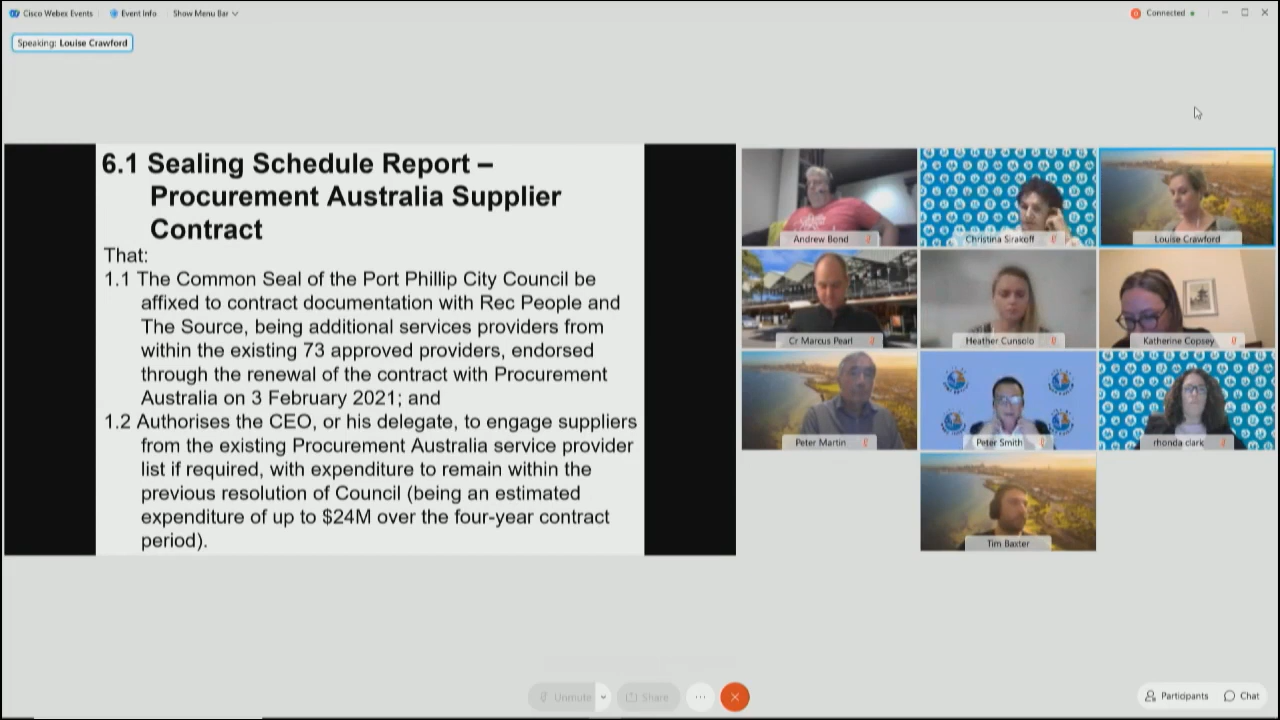 Cisco Webex Events
Event Info
Show Menu Bar
Connected
Speaking: Louise Crawford
6.1 Sealing Schedule Report –
Procurement Australia Supplier
Contract
That:
1.1 The Common Seal of the Port Phillip City Council be
affixed to contract documentation with Rec People and
The Source, being additional services providers from
within the existing 73 approved providers, endorsed
through the renewal of the contract with Procurement
Australia on 3 February 2021; and
1.2 Authorises the CEO, or his delegate, to engage suppliers
from the existing Procurement Australia service provider
list if required, with expenditure to remain within the
previous resolution of Council (being an estimated
expenditure of up to $24M over the four-year contract
period).
Andrew Bond
Christina Sirakoff
Louise Crawford
Cr Marcus Pearl
Heather Cunsolo
Katherine Copsey
Peter Martin
Peter Smith
rhonda clark
Tim Baxter
Unmute
Share
Participants
Chat